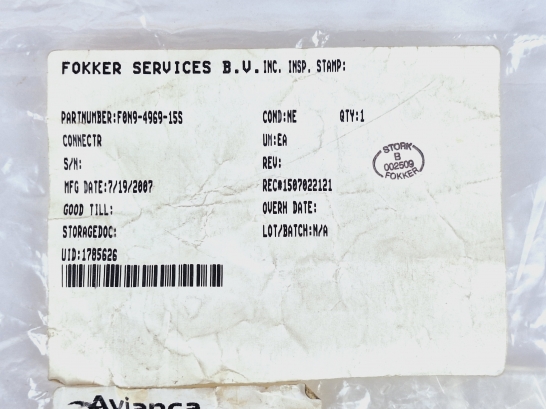 FOKKER SERVICES B.V. INC. INSP. STAMP:
PARTNUMBER:F0N9-4969-15S COND:NE QTY:1
CONNECTR UM:EA
S/N: REV:
MFG DATE:7/19/2007 REC#1507022121
GOOD TILL: OVERH DATE:
STORAGEDOC: LOT/BATCH:N/A
UID:1785626
STORK
B
002509
FOKKER
Avianca